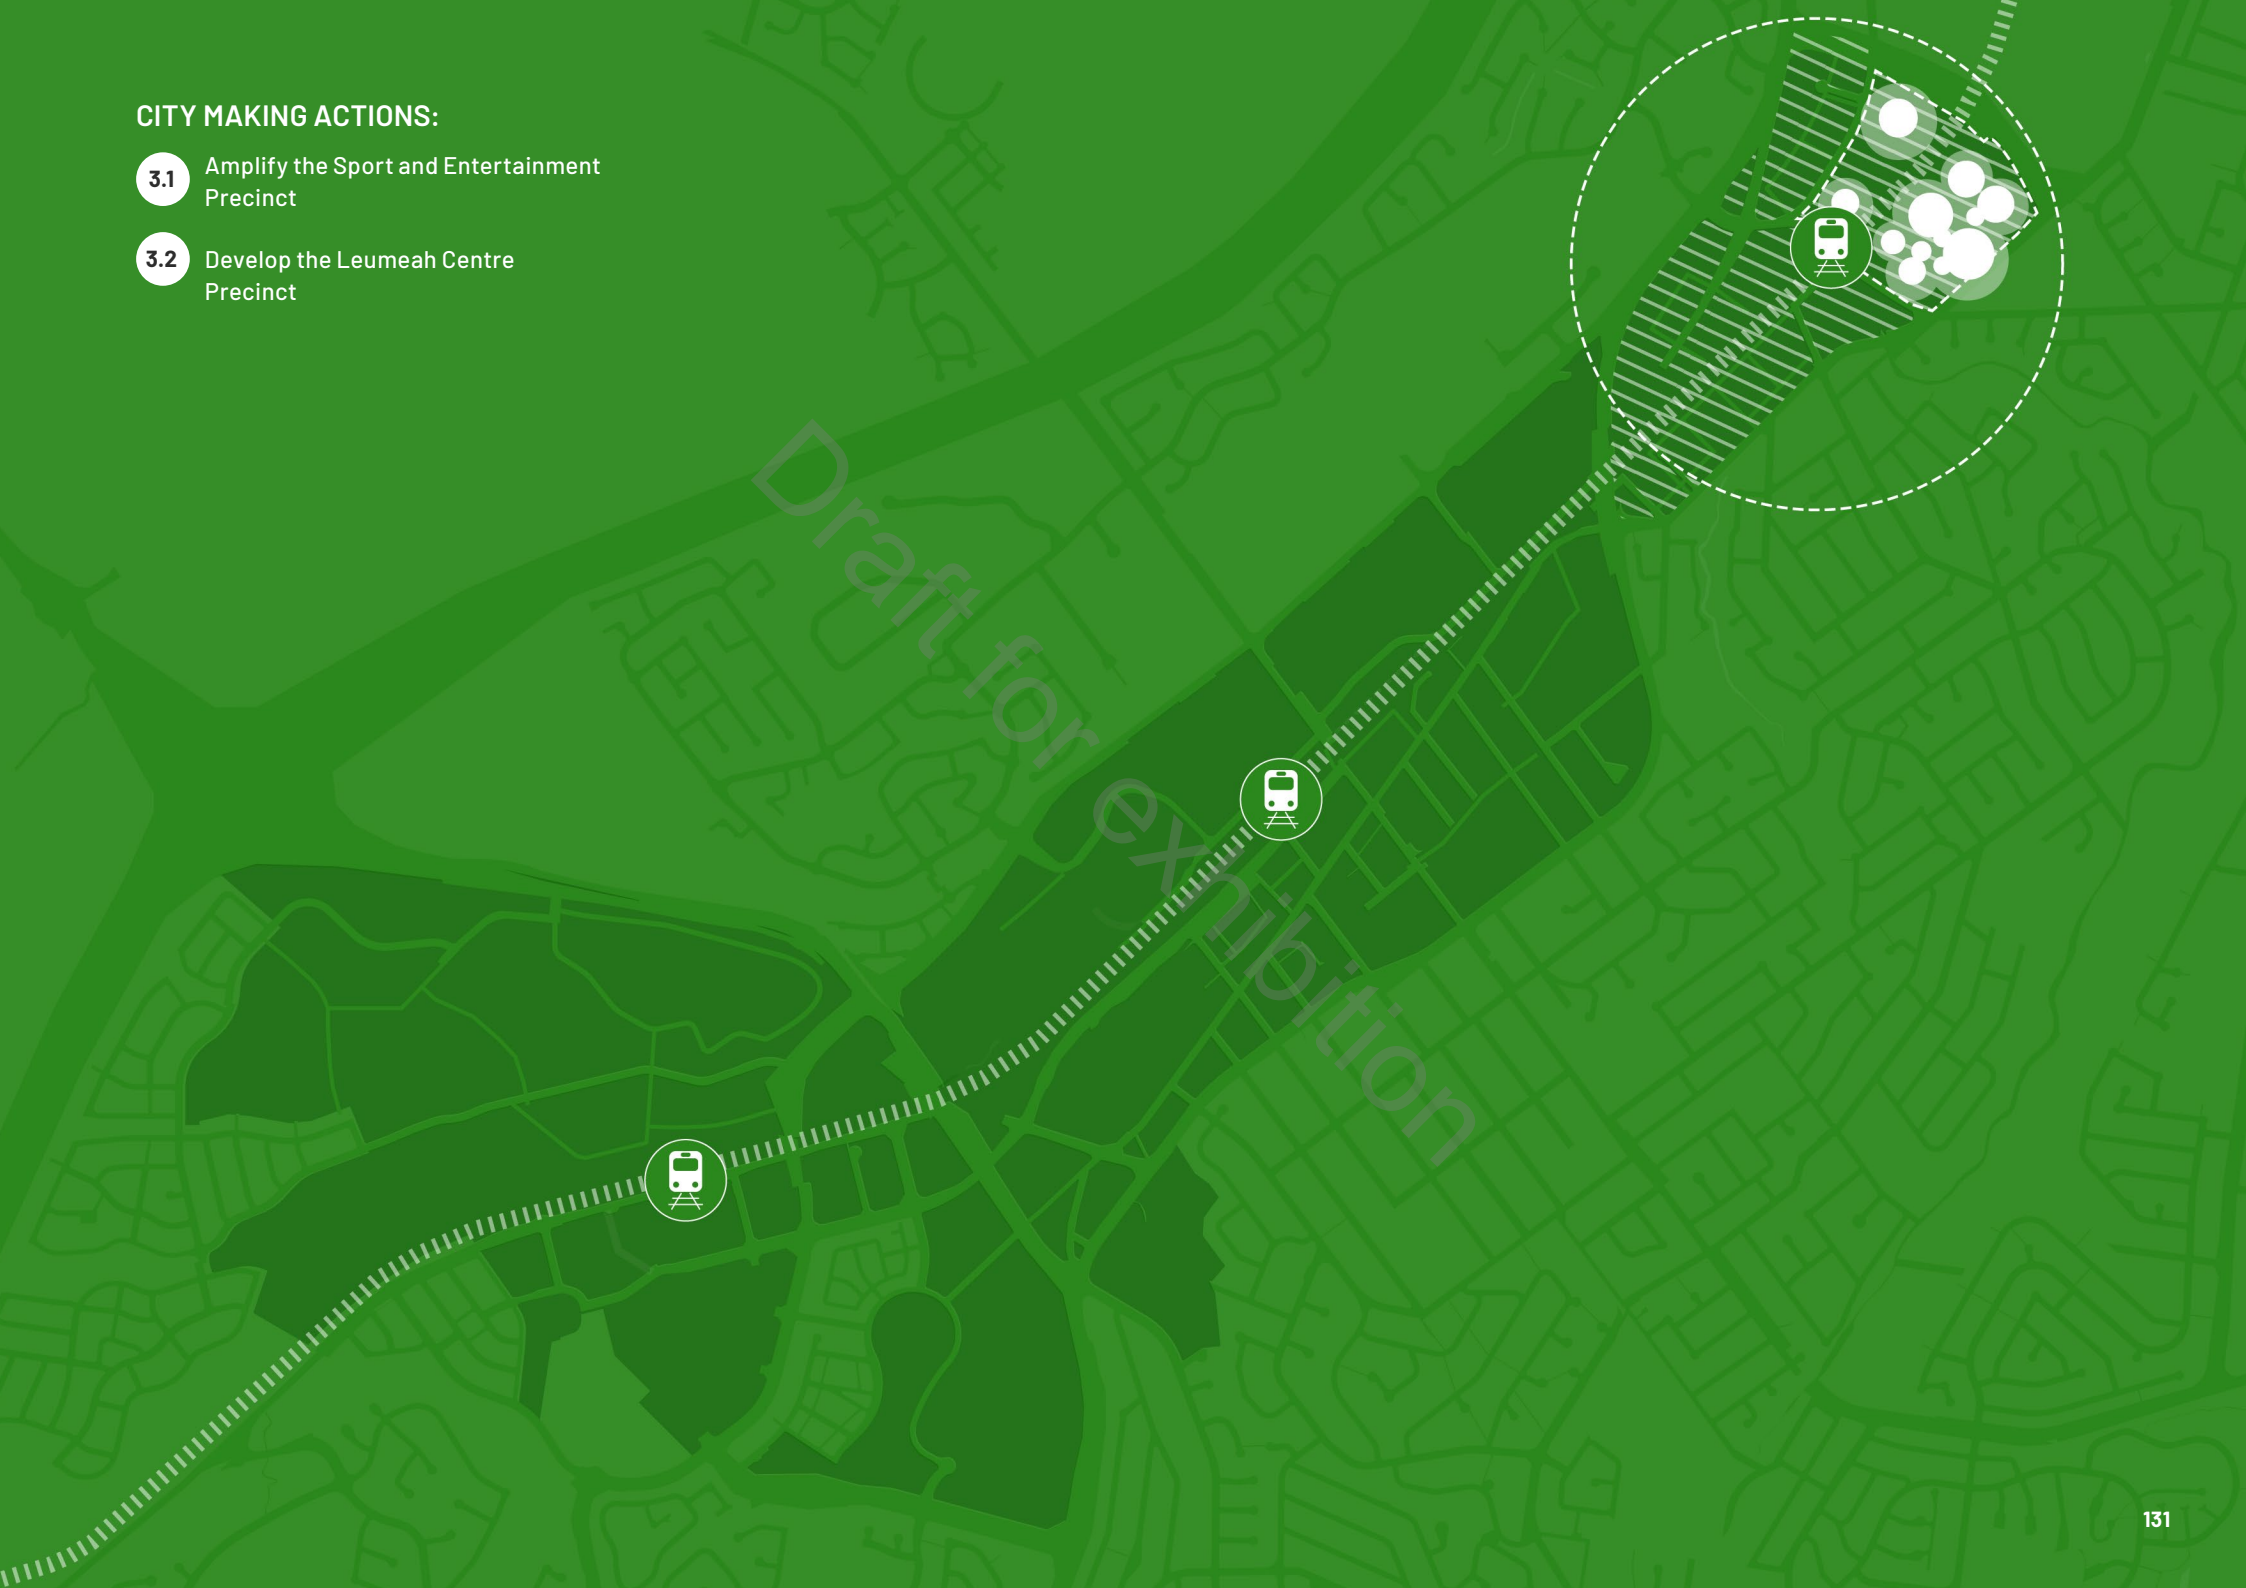 CITY MAKING ACTIONS:
3.1 Amplify the Sport and Entertainment
Precinct
3.2 Develop the Leumeah Centre
Precinct
Draft for exhibition
131